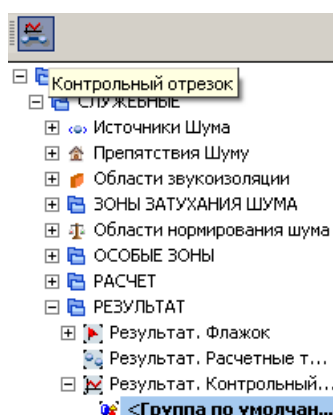 Контрольный отрезок
СЛУЖЕБНЫЕ
Источники Шума
Препятствия Шуму
Области звукоизоляции
ЗОНЫ ЗАТУХАНИЯ ШУМА
Области нормирования шума
ОСОБЫЕ ЗОНЫ
РАСЧЕТ
РЕЗУЛЬТАТ
Результат. Флажок
Результат. Расчетные т...
Результат. Контрольный...
<Группа по умолчан...